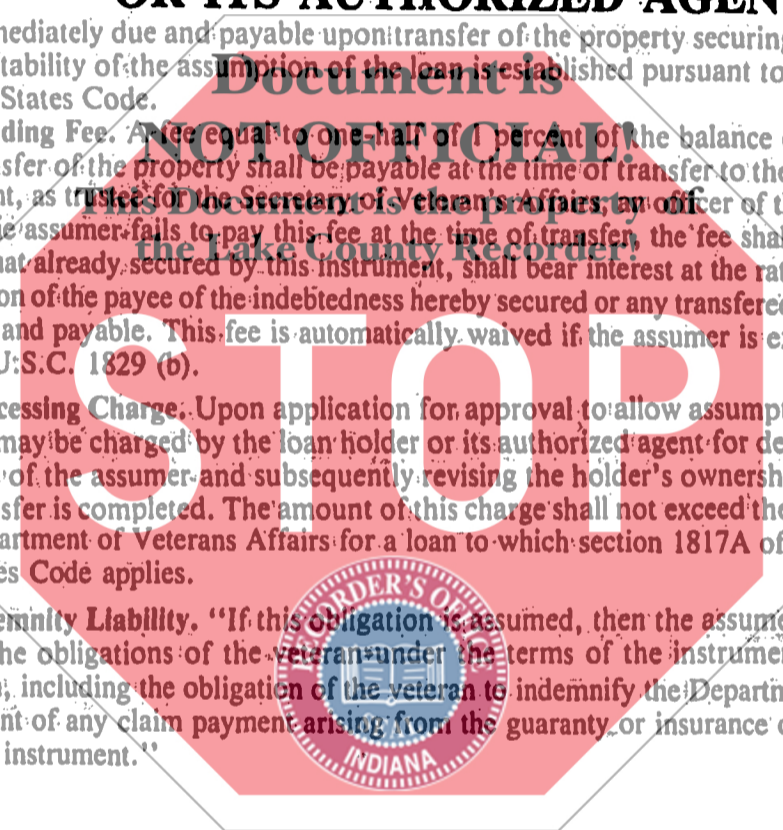 OR ITS AUTHORIZED AGEN
mediately due and payable upon transfer of the property securing
tability of the assumption of the loan is established pursuant to
States Code.
Document is
ding Fee. A fee equal to one-half of 1 percent of the balance
NOT OFFICIAL!
sfer of the property shall be payable at the time of transfer to the
nt, as trustee for the Secretary of Veteran's Affairs, an officer of t
This Document is the property of
e assumer fails to pay this fee at the time of transfer, the fee shal
the Lake County Recorder!
hat already secured by this instrument, shall bear interest at the ra
on of the payee of the indebtedness hereby secured or any transfere
and payable. This fee is automatically waived if the assumer is e
U.S.C. 1829 (b).
STOP
cessing Charge. Upon application for approval to allow assump
may be charged by the loan holder or its authorized agent for de
of the assumer and subsequently revising the holder's ownersh
sfer is completed. The amount of this charge shall not exceed the
artment of Veterans Affairs for a loan to which section 1817A of
es Code applies.
emnity Liability. "If this obligation is assumed, then the assume
he obligations of the veteran under the terms of the instrume
, including the obligation of the veteran to indemnify the Departm
nt of any claim payment arising from the guaranty or insurance o
instrument."
RECORDER'S OFFICE
INDIANA